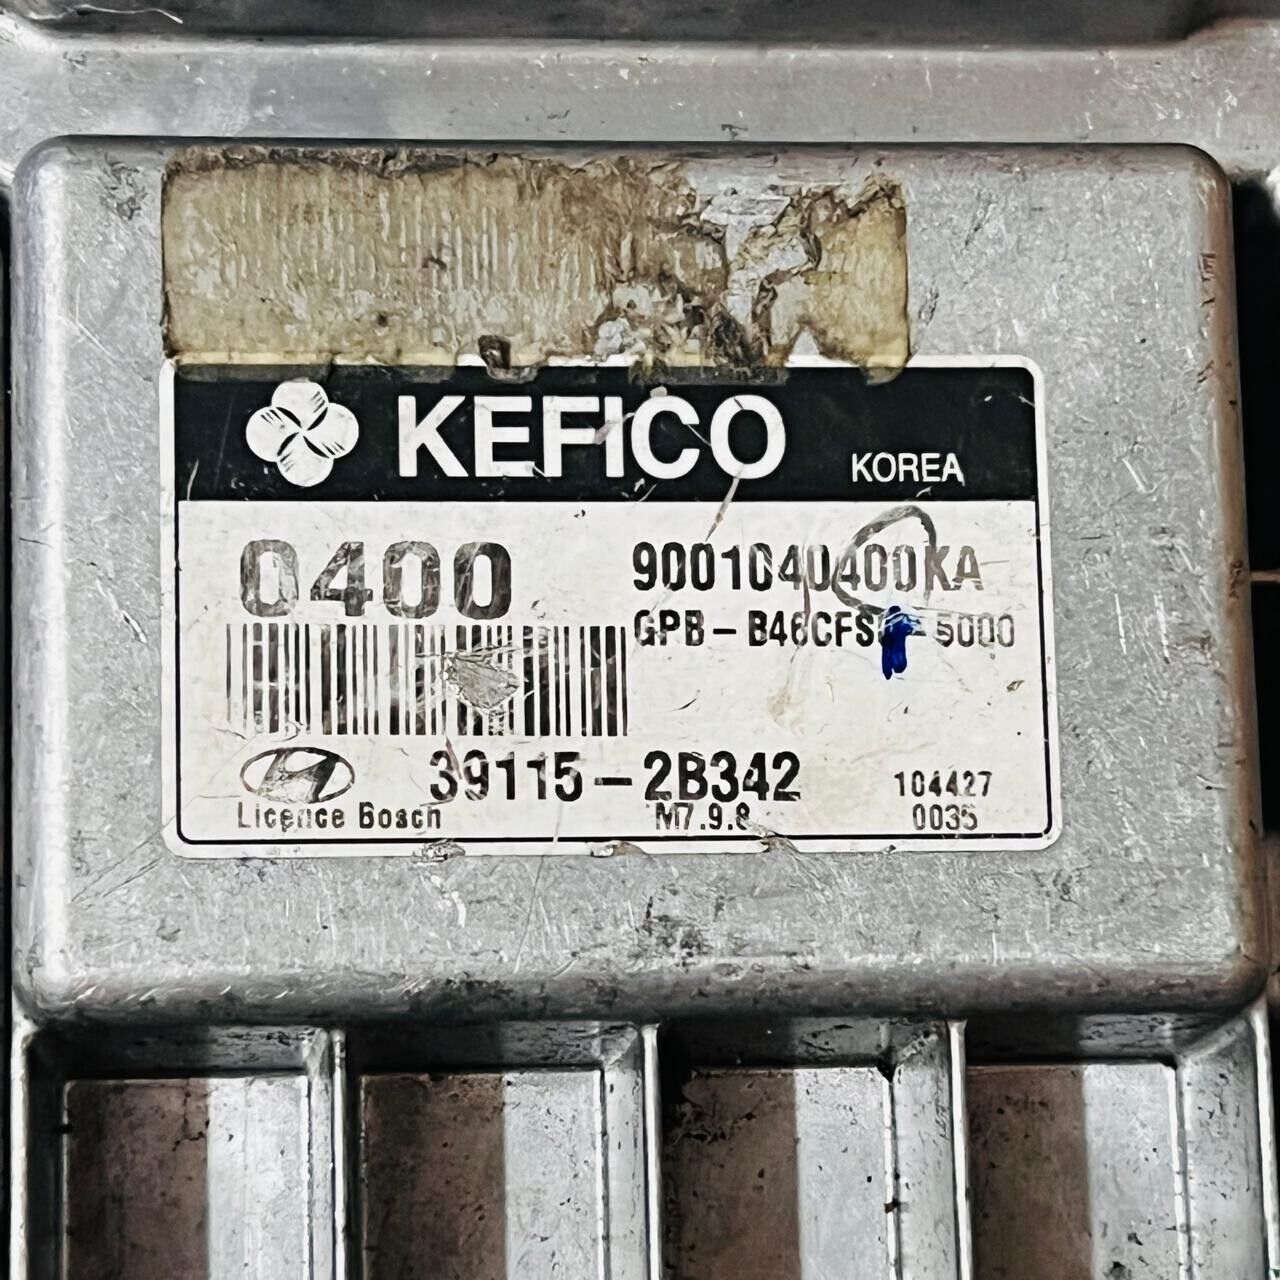 KEFICO
KOREA
0400
9001040400KA
39115-2B342
104427
Licence Bosch
M7.9.8
0035